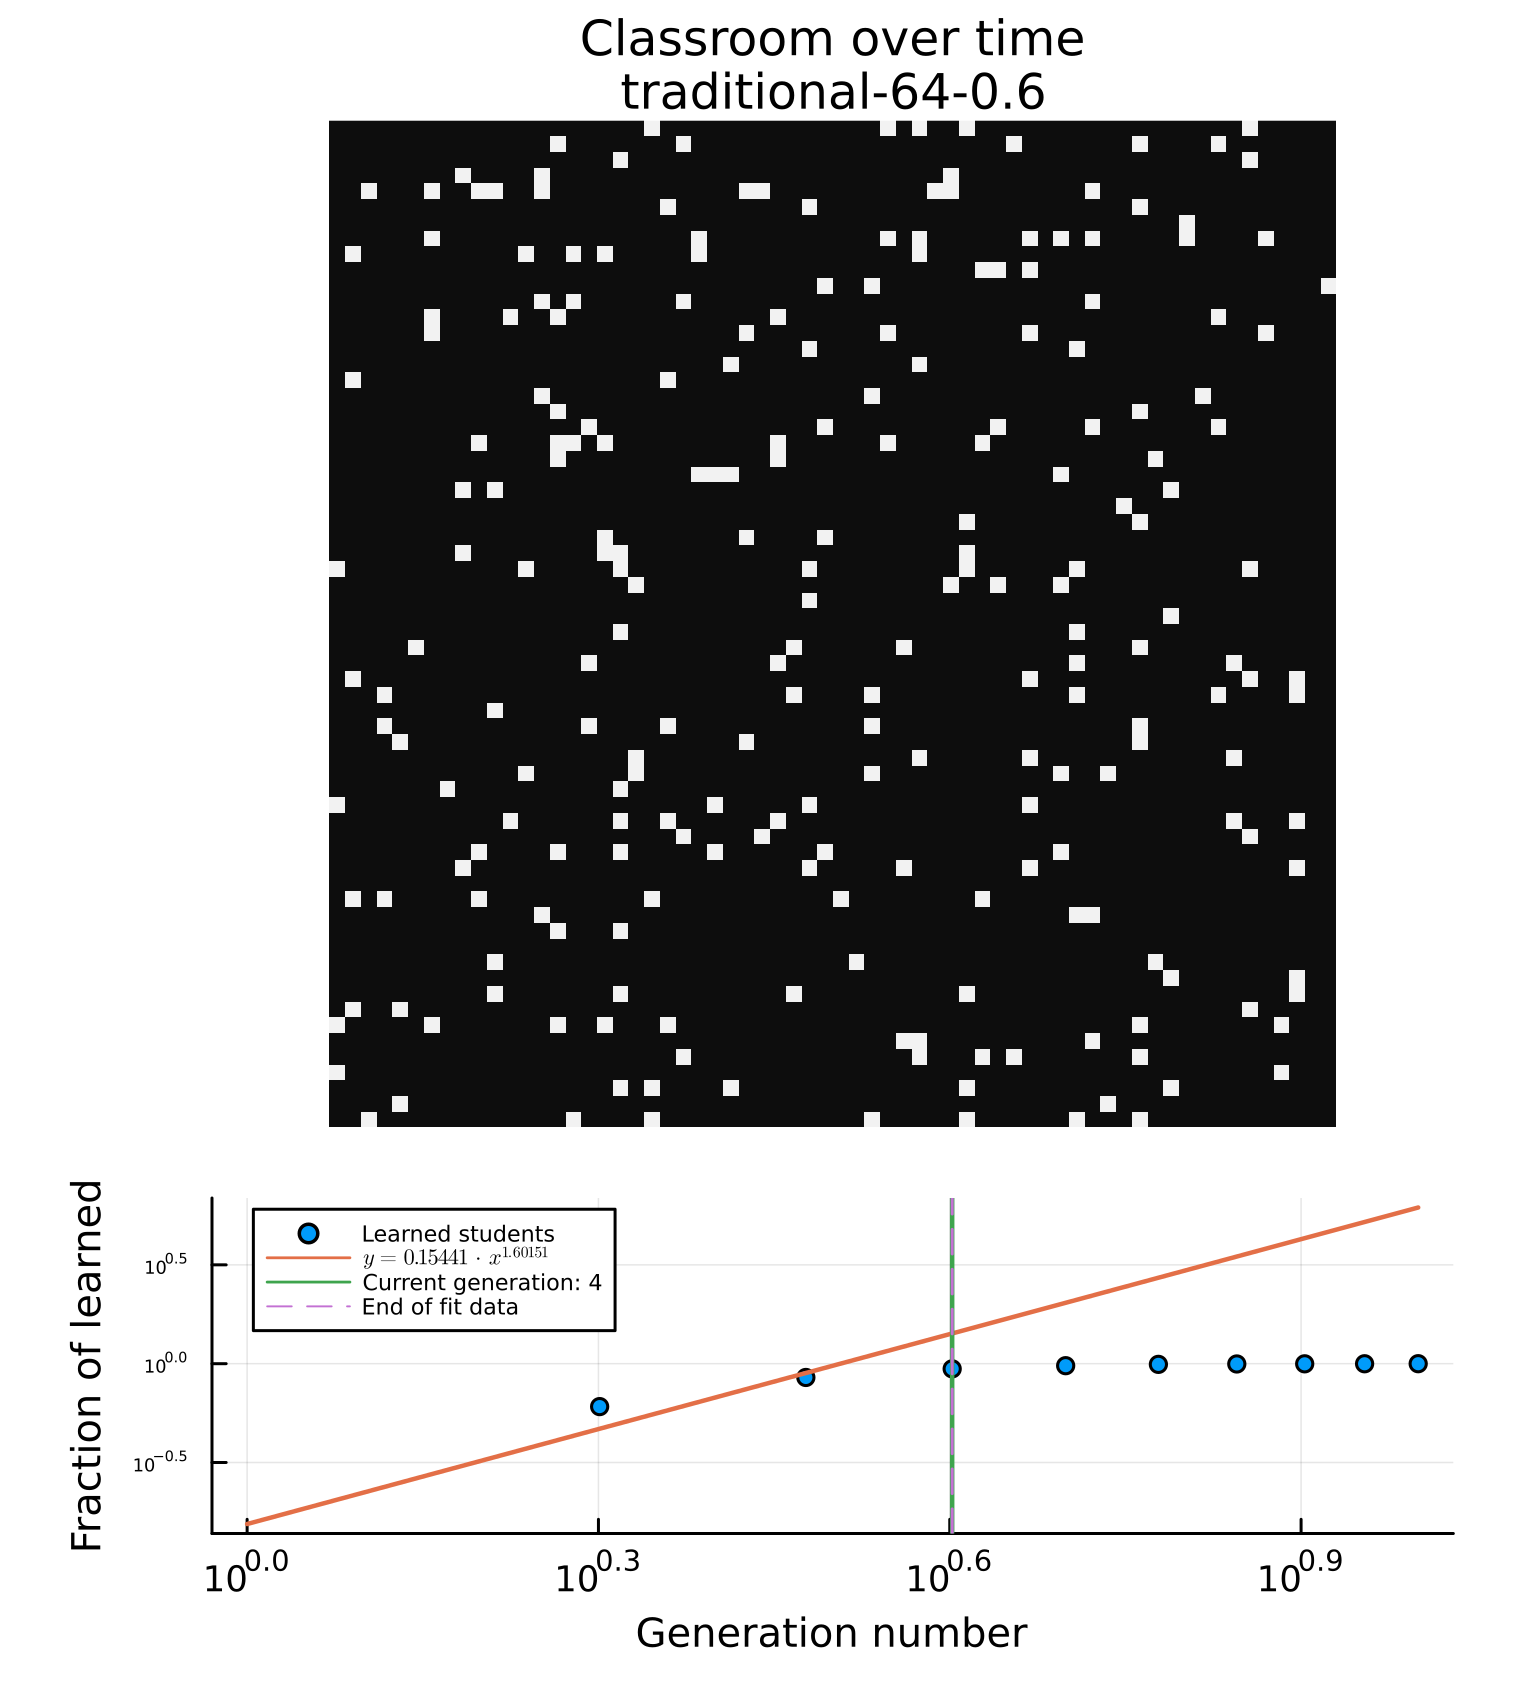 Classroom over time
traditional-64-0.6
Fraction of learned
Learned students
y = 0.15441 · x^1.60151
Current generation: 4
End of fit data
10^0.5
10^0.0
10^−0.5
10^0.0 10^0.3 10^0.6 10^0.9
Generation number